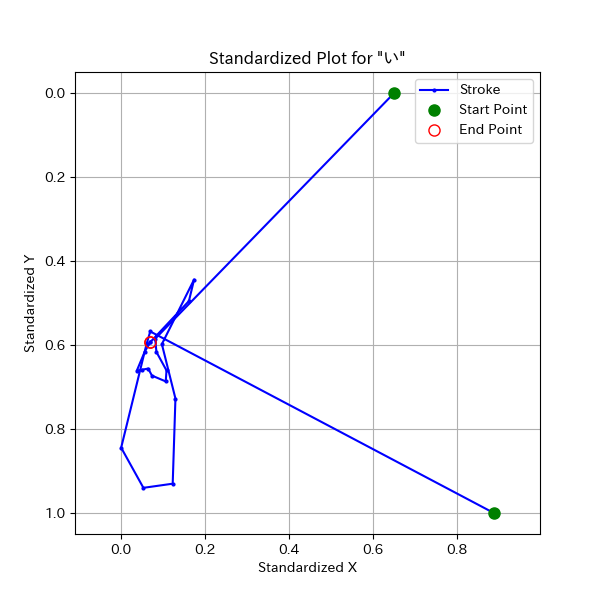 Standardized Plot for "い"
Stroke
Start Point
End Point
0.0
0.2
0.4
0.6
0.8
1.0
Standardized Y
0.0 0.2 0.4 0.6 0.8
Standardized X